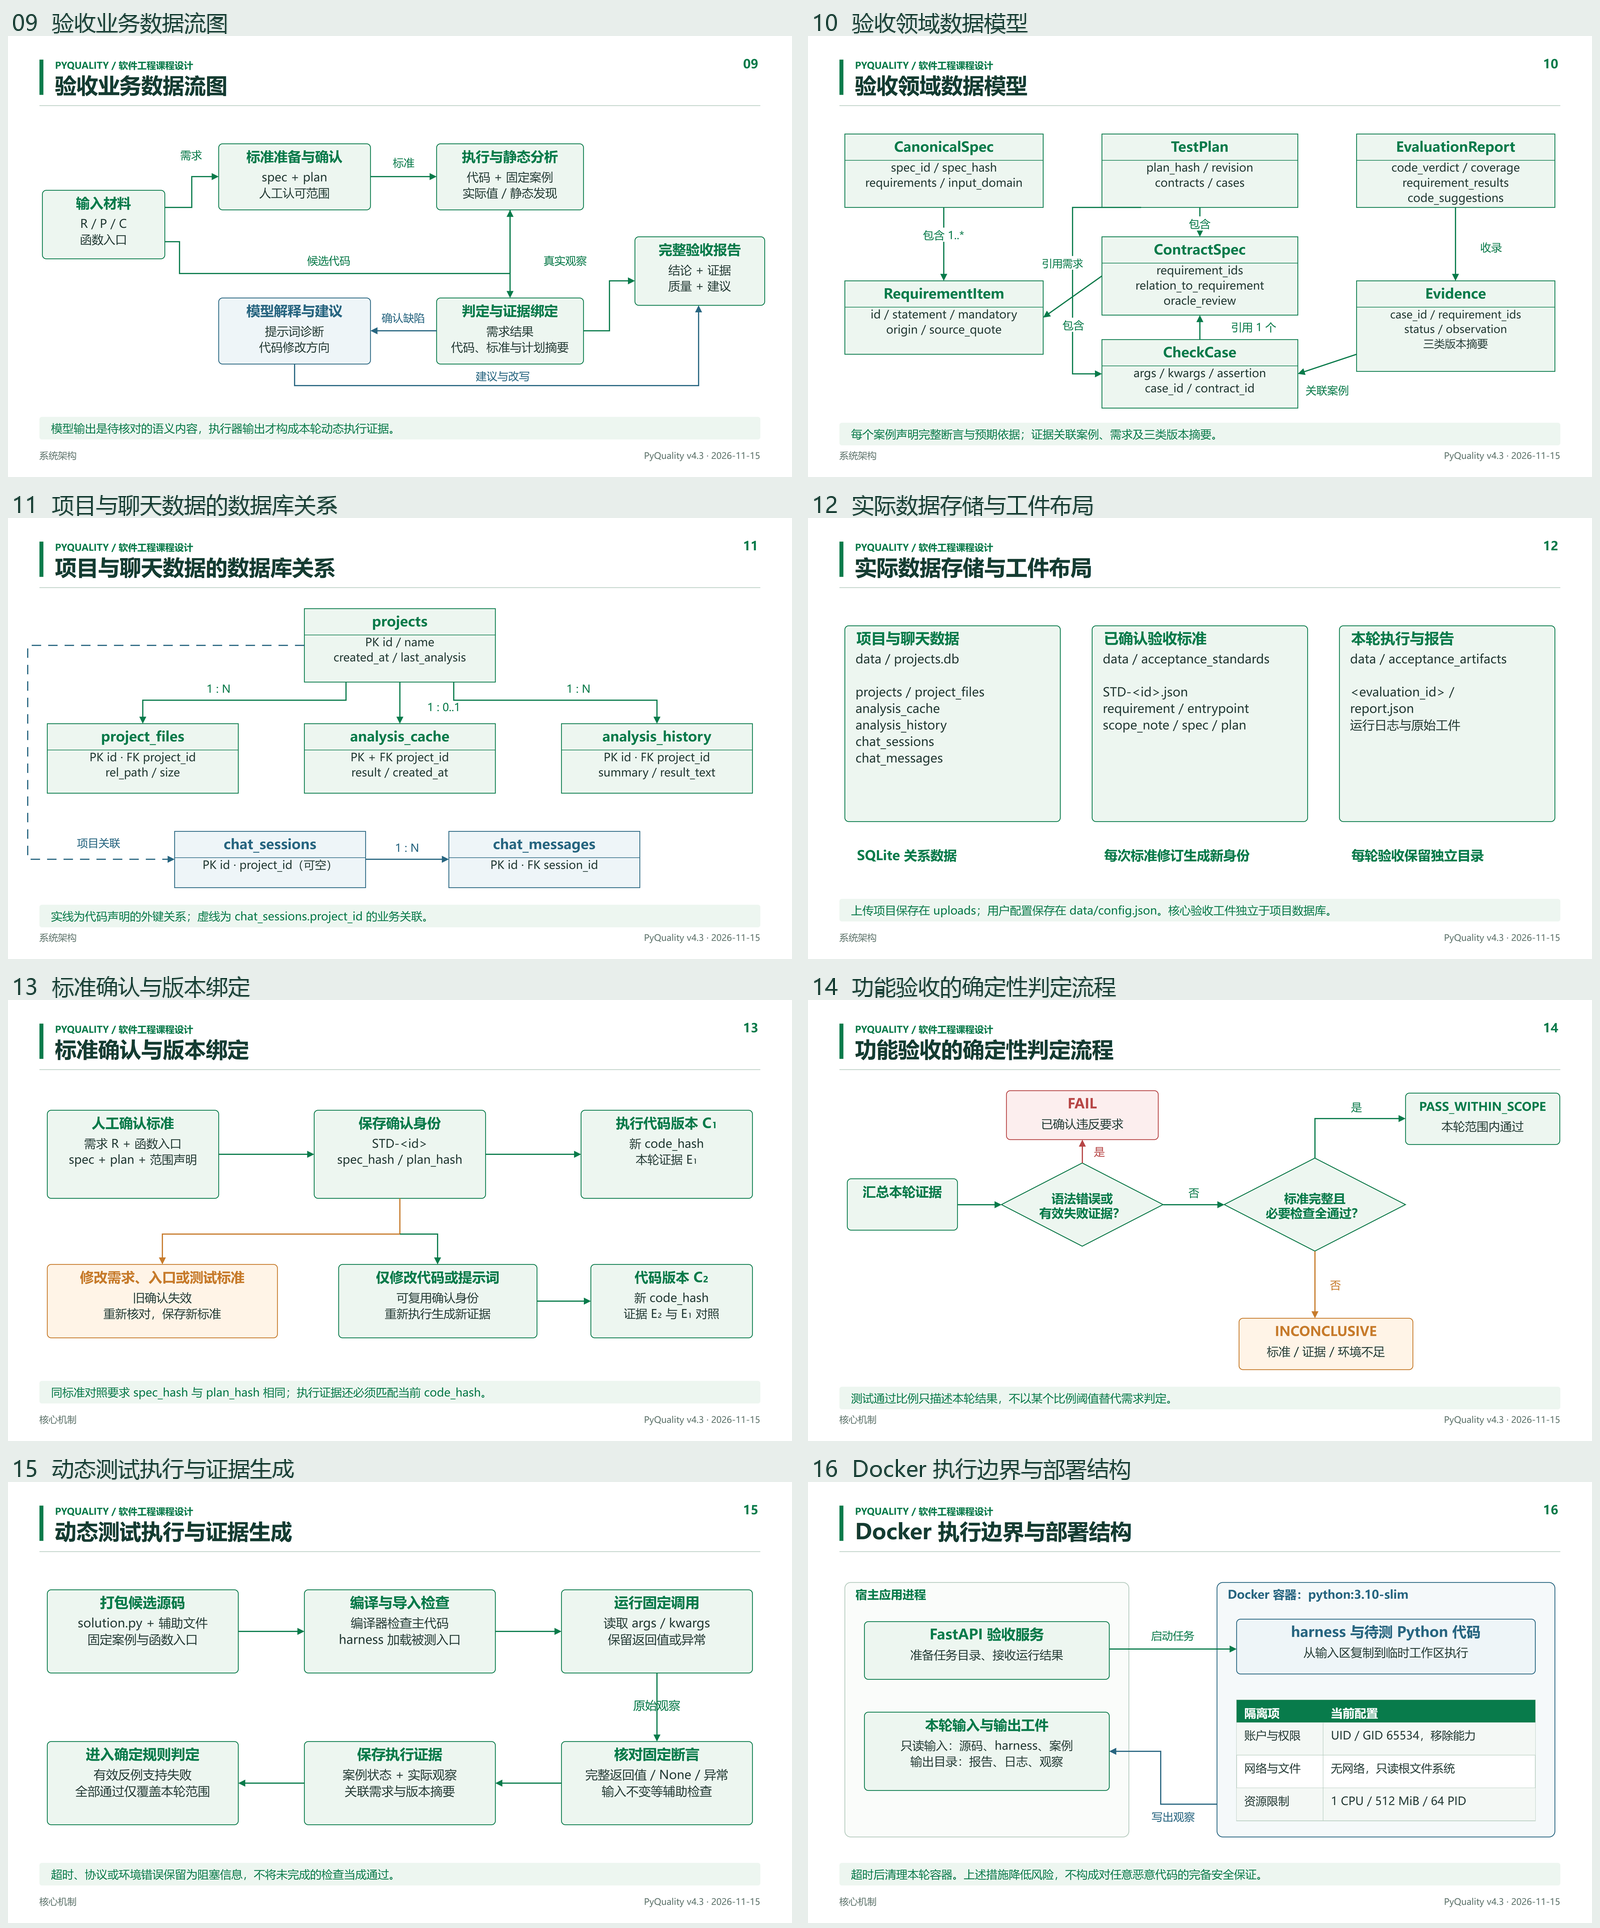 09 验收业务数据流图
PYQUALITY / 软件工程课程设计
09
验收业务数据流图
输入材料
R / P / C
函数入口
需求
标准准备与确认
spec + plan
人工认可范围
标准
执行与静态分析
代码 + 固定案例
实际值 / 静态发现
候选代码
真实观察
完整验收报告
结论 + 证据
质量 + 建议
模型解释与建议
提示词诊断
代码修改方向
确认缺陷
判定与证据绑定
需求结果
代码、标准与计划摘要
建议与改写
模型输出是待核对的语义内容，执行器输出才构成本轮动态执行证据。
系统架构
PyQuality v4.3 · 2026-11-15
10 验收领域数据模型
PYQUALITY / 软件工程课程设计
10
验收领域数据模型
CanonicalSpec
spec_id / spec_hash
requirements / input_domain
TestPlan
plan_hash / revision
contracts / cases
EvaluationReport
code_verdict / coverage
requirement_results
code_suggestions
包含 1..*
包含
收录
引用需求
ContractSpec
requirement_ids
relation_to_requirement
oracle_review
RequirementItem
id / statement / mandatory
origin / source_quote
Evidence
case_id / requirement_ids
status / observation
三类版本摘要
包含
引用 1 个
CheckCase
args / kwargs / assertion
case_id / contract_id
关联案例
每个案例声明完整断言与预期依据；证据关联案例、需求及三类版本摘要。
系统架构
PyQuality v4.3 · 2026-11-15
11 项目与聊天数据的数据库关系
PYQUALITY / 软件工程课程设计
11
项目与聊天数据的数据库关系
projects
PK id / name
created_at / last_analysis
1 : N
1 : 0..1
1 : N
project_files
PK id · FK project_id
rel_path / size
analysis_cache
PK + FK project_id
result / created_at
analysis_history
PK id · FK project_id
summary / result_text
项目关联
chat_sessions
PK id · project_id（可空）
1 : N
chat_messages
PK id · FK session_id
实线为代码声明的外键关系；虚线为 chat_sessions.project_id 的业务关联。
系统架构
PyQuality v4.3 · 2026-11-15
12 实际数据存储与工件布局
PYQUALITY / 软件工程课程设计
12
实际数据存储与工件布局
项目与聊天数据
data / projects.db
projects / project_files
analysis_cache
analysis_history
chat_sessions
chat_messages
已确认验收标准
data / acceptance_standards
STD-<id>.json
requirement / entrypoint
scope_note / spec / plan
本轮执行与报告
data / acceptance_artifacts
<evaluation_id> /
report.json
运行日志与原始工件
SQLite 关系数据
每次标准修订生成新身份
每轮验收保留独立目录
上传项目保存在 uploads；用户配置保存在 data/config.json。核心验收工件独立于项目数据库。
系统架构
PyQuality v4.3 · 2026-11-15
13 标准确认与版本绑定
PYQUALITY / 软件工程课程设计
13
标准确认与版本绑定
人工确认标准
需求 R + 函数入口
spec + plan + 范围声明
保存确认身份
STD-<id>
spec_hash / plan_hash
执行代码版本 C₁
新 code_hash
本轮证据 E₁
修改需求、入口或测试标准
旧确认失效
重新核对，保存新标准
仅修改代码或提示词
可复用确认身份
重新执行生成新证据
代码版本 C₂
新 code_hash
证据 E₂ 与 E₁ 对照
同标准对照要求 spec_hash 与 plan_hash 相同；执行证据还必须匹配当前 code_hash。
核心机制
PyQuality v4.3 · 2026-11-15
14 功能验收的确定性判定流程
PYQUALITY / 软件工程课程设计
14
功能验收的确定性判定流程
FAIL
已确认违反要求
是
PASS_WITHIN_SCOPE
本轮范围内通过
是
汇总本轮证据
语法错误或
有效失败证据？
否
标准完整且
必要检查全通过？
否
INCONCLUSIVE
标准 / 证据 / 环境不足
测试通过比例只描述本轮结果，不以某个比例阈值替代需求判定。
核心机制
PyQuality v4.3 · 2026-11-15
15 动态测试执行与证据生成
PYQUALITY / 软件工程课程设计
15
动态测试执行与证据生成
打包候选源码
solution.py + 辅助文件
固定案例与函数入口
编译与导入检查
编译器检查主代码
harness 加载被测入口
运行固定调用
读取 args / kwargs
保留返回值或异常
原始观察
进入确定规则判定
有效反例支持失败
全部通过仅覆盖本轮范围
保存执行证据
案例状态 + 实际观察
关联需求与版本摘要
核对固定断言
完整返回值 / None / 异常
输入不变等辅助检查
超时、协议或环境错误保留为阻塞信息，不将未完成的检查当成通过。
核心机制
PyQuality v4.3 · 2026-11-15
16 Docker 执行边界与部署结构
PYQUALITY / 软件工程课程设计
16
Docker 执行边界与部署结构
宿主应用进程
FastAPI 验收服务
准备任务目录、接收运行结果
启动任务
Docker 容器：python:3.10-slim
harness 与待测 Python 代码
从输入区复制到临时工作区执行
本轮输入与输出工件
只读输入：源码、harness、案例
输出目录：报告、日志、观察
写出观察
隔离项 当前配置
账户与权限 UID / GID 65534，移除能力
网络与文件 无网络，只读根文件系统
资源限制 1 CPU / 512 MiB / 64 PID
超时后清理本轮容器。上述措施降低风险，不构成对任意恶意代码的完备安全保证。
核心机制
PyQuality v4.3 · 2026-11-15